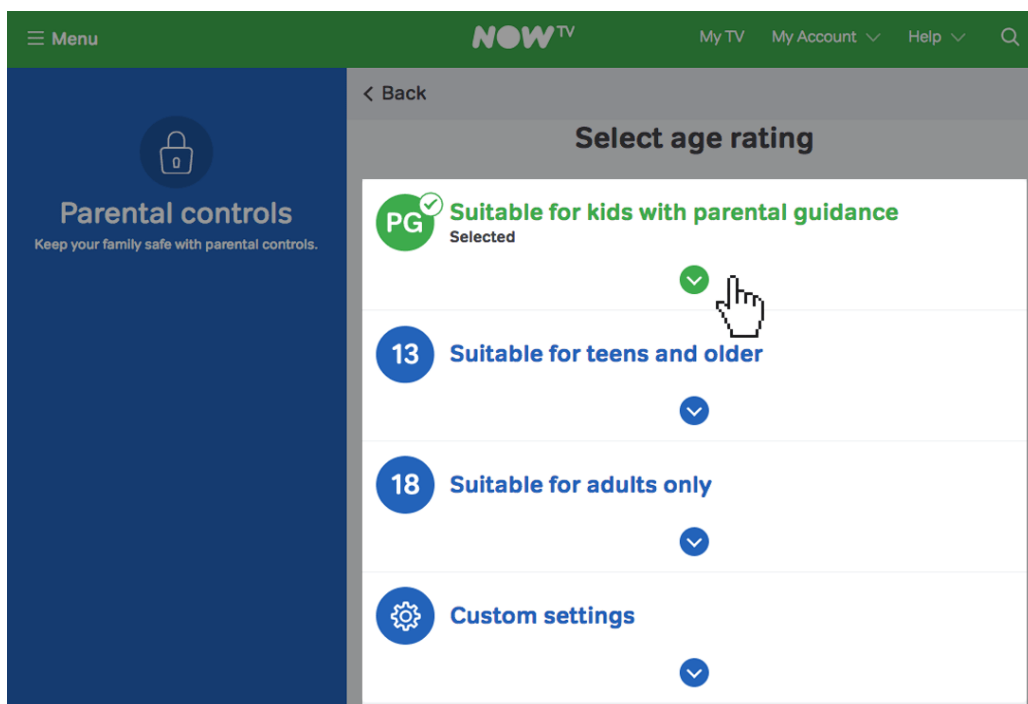 Menu
NOW TV
My TV
My Account
Help
Back
Select age rating
Parental controls
Keep your family safe with parental controls.
PG
Suitable for kids with parental guidance
Selected
13
Suitable for teens and older
18
Suitable for adults only
Custom settings